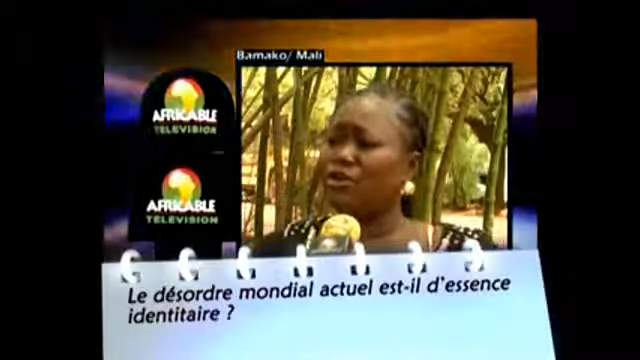 Bamako/ Mali
AFRICABLE
TELEVISION
AFRICABLE
TELEVISION
Le désordre mondial actuel est-il d'essence
identitaire ?